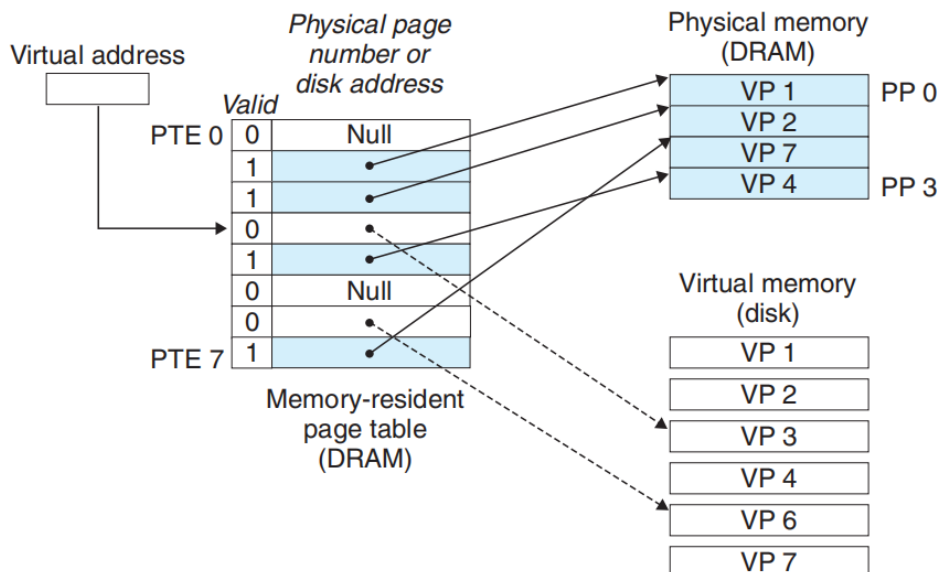 Virtual address
Physical page
number or
disk address
Valid
PTE 0
0
Null
1
1
0
1
0
Null
0
PTE 7
1
Memory-resident
page table
(DRAM)
Physical memory
(DRAM)
VP 1
PP 0
VP 2
VP 7
VP 4
PP 3
Virtual memory
(disk)
VP 1
VP 2
VP 3
VP 4
VP 6
VP 7